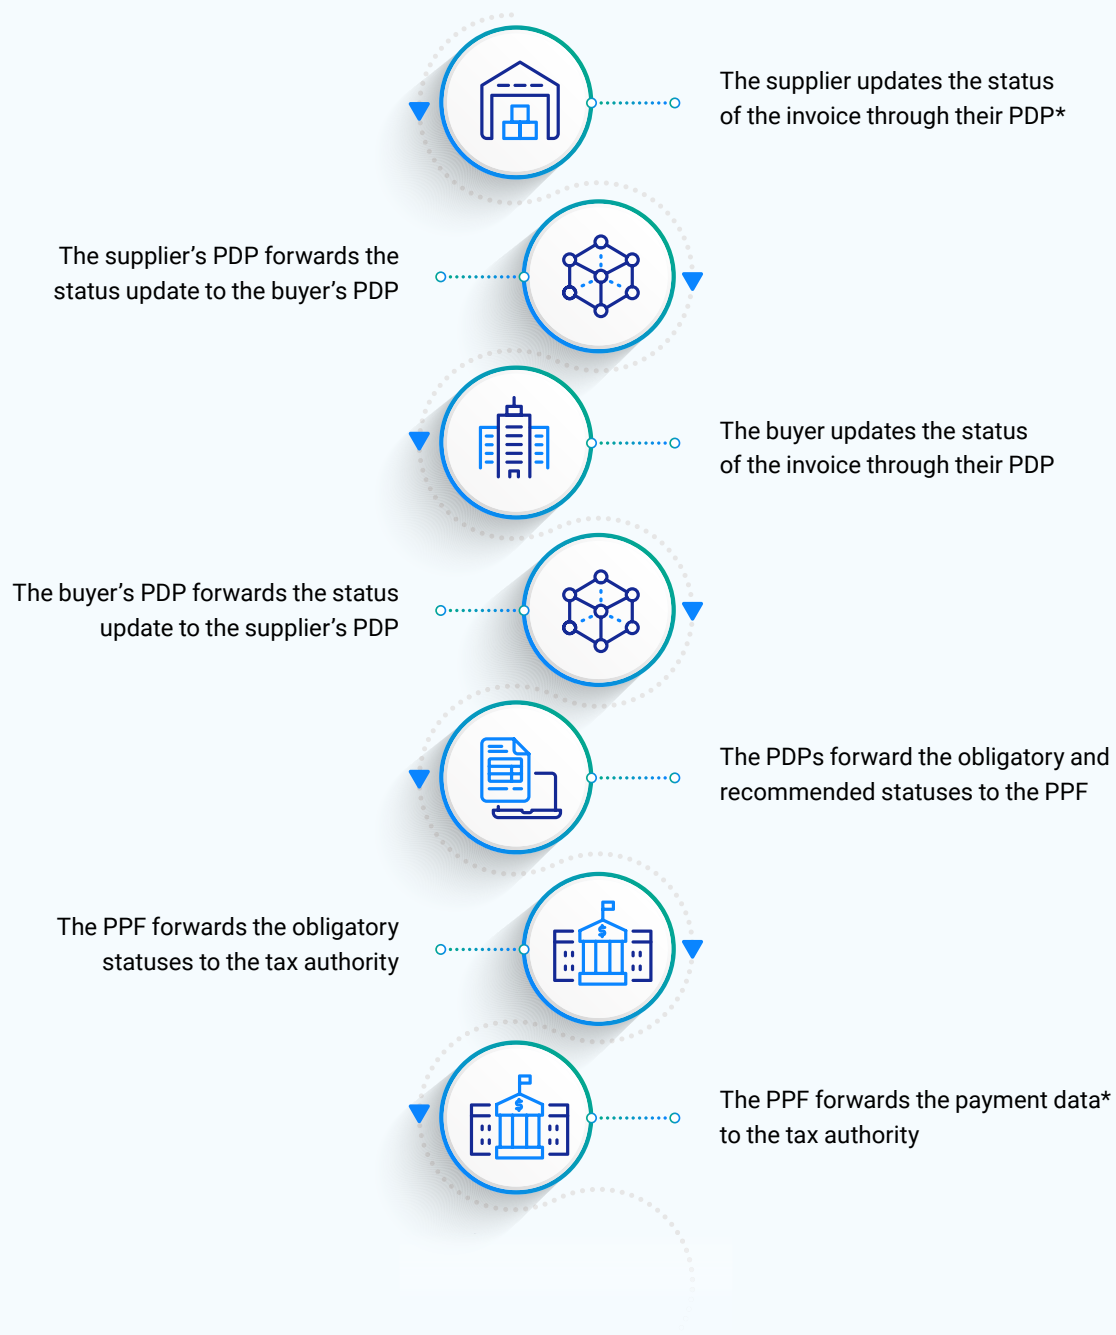 The supplier updates the status
of the invoice through their PDP*
The supplier’s PDP forwards the
status update to the buyer’s PDP
The buyer updates the status
of the invoice through their PDP
The buyer’s PDP forwards the status
update to the supplier’s PDP
The PDPs forward the obligatory and
recommended statuses to the PPF
The PPF forwards the obligatory
statuses to the tax authority
The PPF forwards the payment data*
to the tax authority